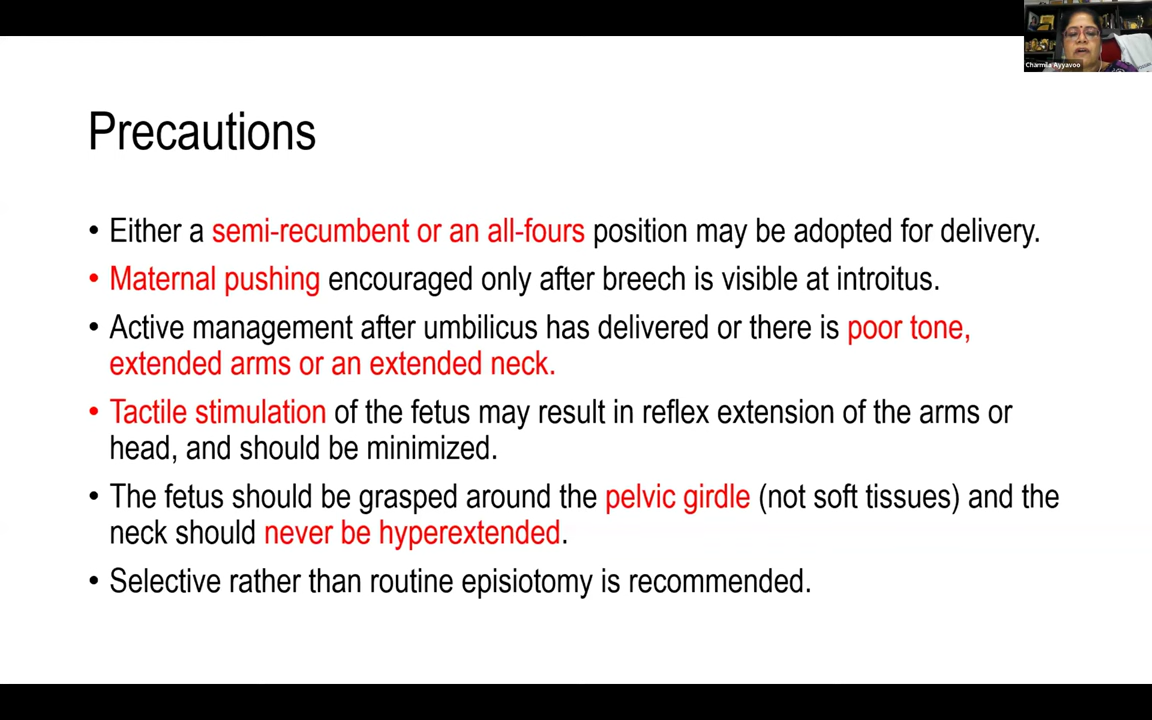 Charmila Ayyavoo
Precautions
• Either a semi-recumbent or an all-fours position may be adopted for delivery.
• Maternal pushing encouraged only after breech is visible at introitus.
• Active management after umbilicus has delivered or there is poor tone,
extended arms or an extended neck.
• Tactile stimulation of the fetus may result in reflex extension of the arms or
head, and should be minimized.
• The fetus should be grasped around the pelvic girdle (not soft tissues) and the
neck should never be hyperextended.
• Selective rather than routine episiotomy is recommended.